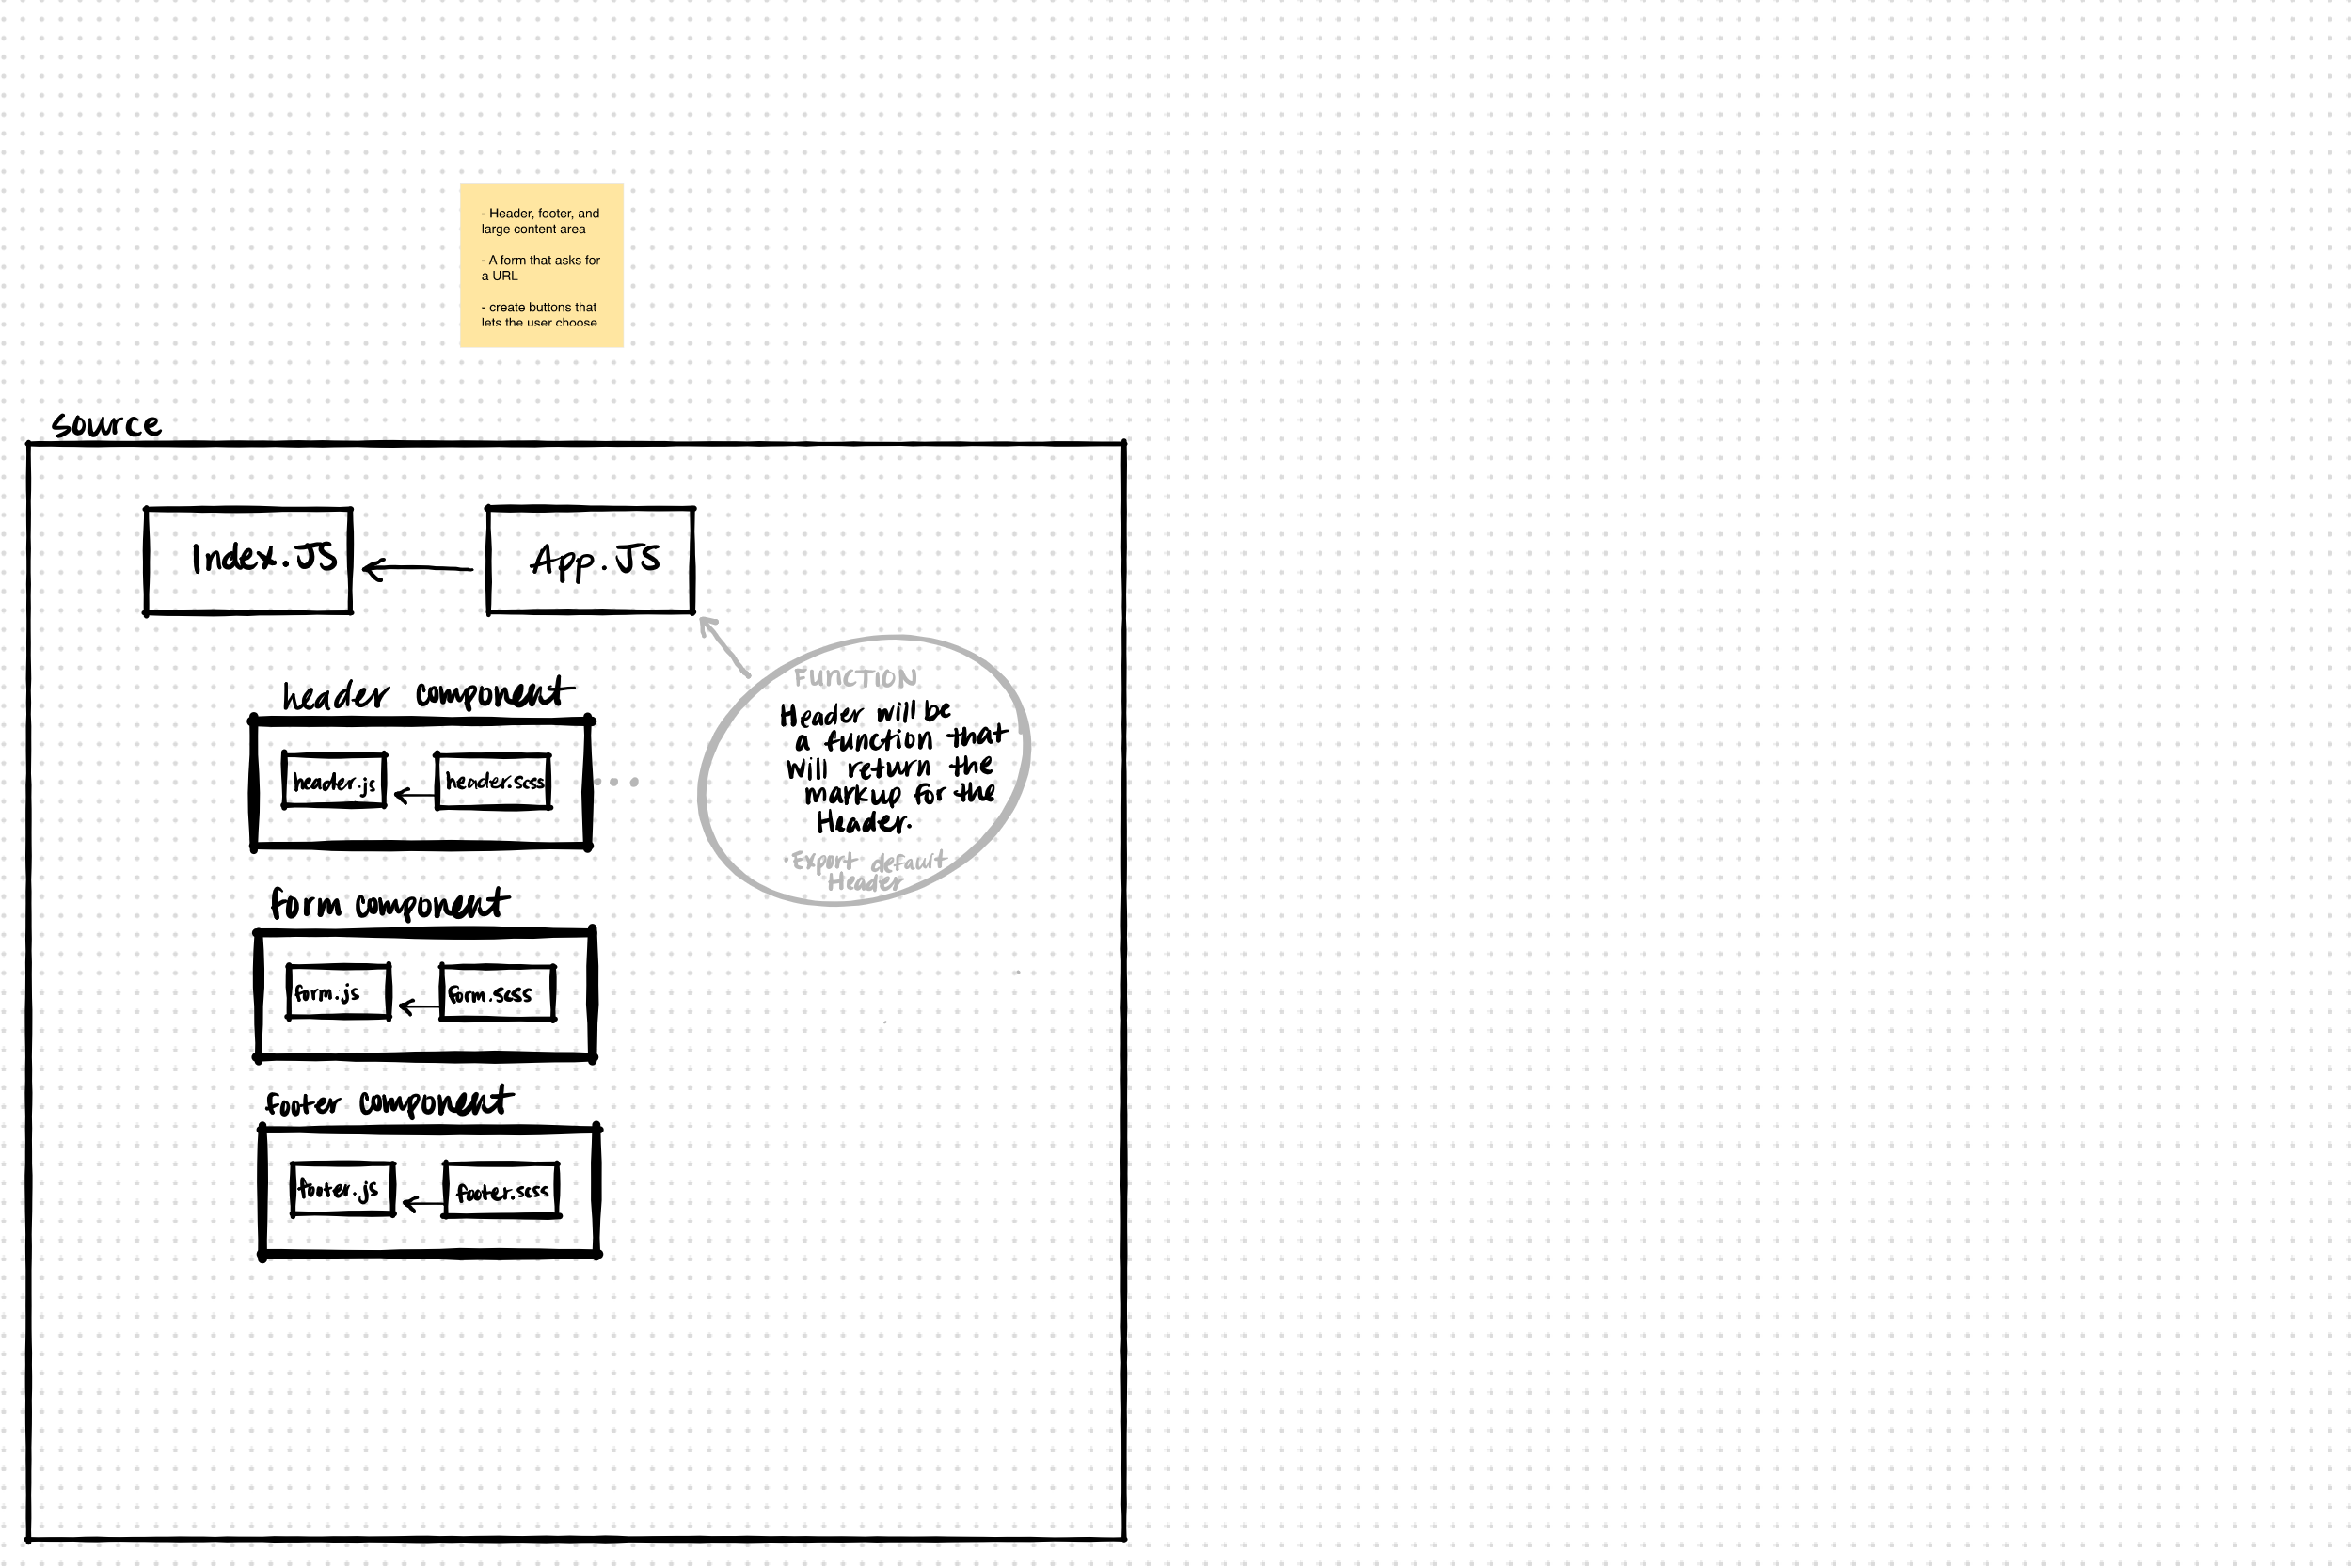 - Header, footer, and
large content area
- A form that asks for
a URL
- create buttons that
lets the user choose
source
Index.JS
App.JS
header component
header.js
header.scss
FUNCTION
Header will be
a function that
will return the
markup for the
Header.
• Export default
Header
form component
form.js
form.scss
footer component
footer.js
footer.scss